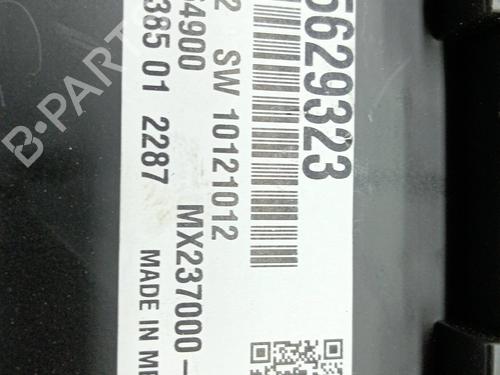 5629323
2 SW 10121012
4900
385 01 2287 MX237000-
MADE IN ME
B-PARTS